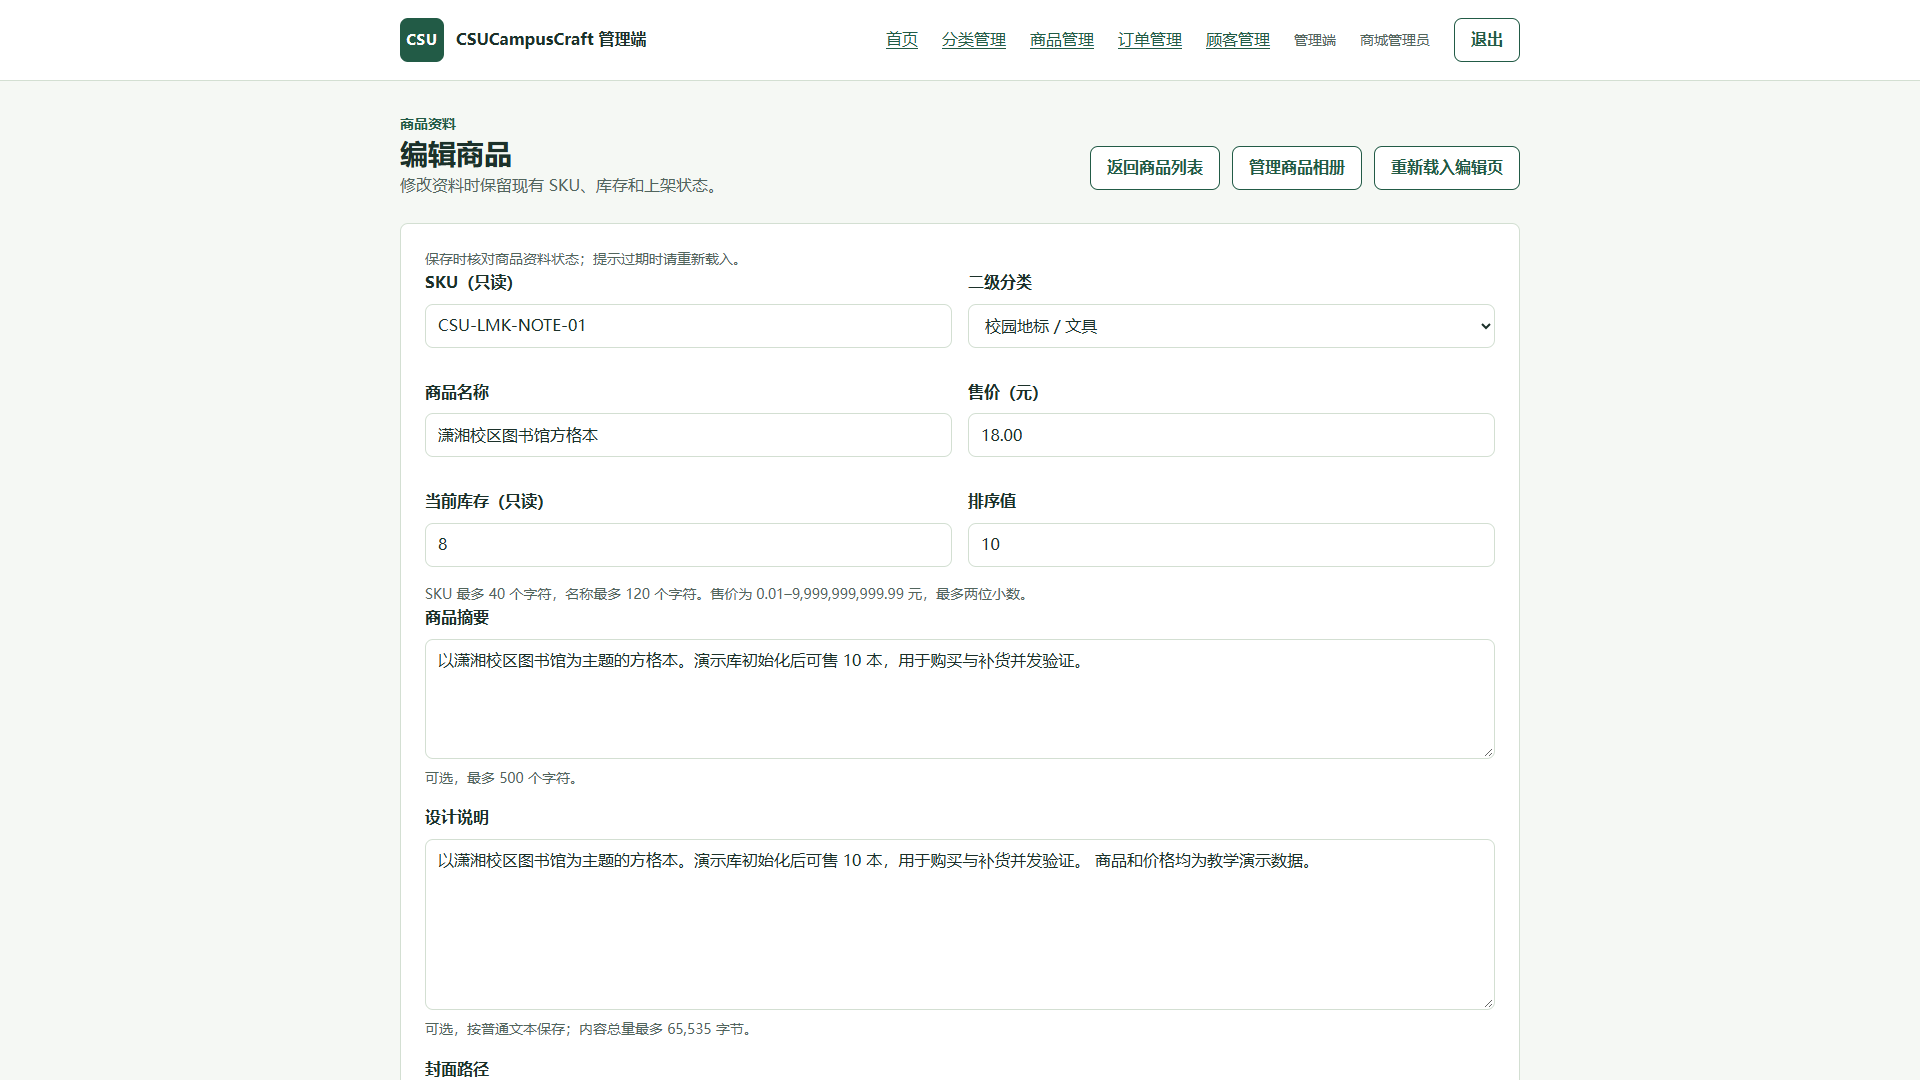 CSU
CSUCampusCraft 管理端
首页
分类管理
商品管理
订单管理
顾客管理
管理端
商城管理员
退出
商品资料
编辑商品
修改资料时保留现有 SKU、库存和上架状态。
返回商品列表
管理商品相册
重新载入编辑页
保存时核对商品资料状态；提示过期时请重新载入。
SKU（只读）
二级分类
CSU-LMK-NOTE-01
校园地标 / 文具
商品名称
售价（元）
潇湘校区图书馆方格本
18.00
当前库存（只读）
排序值
8
10
SKU 最多 40 个字符，名称最多 120 个字符。售价为 0.01–9,999,999,999.99 元，最多两位小数。
商品摘要
以潇湘校区图书馆为主题的方格本。演示库初始化后可售 10 本，用于购买与补货并发验证。
可选，最多 500 个字符。
设计说明
以潇湘校区图书馆为主题的方格本。演示库初始化后可售 10 本，用于购买与补货并发验证。 商品和价格均为教学演示数据。
可选，按普通文本保存；内容总量最多 65,535 字节。
封面路径